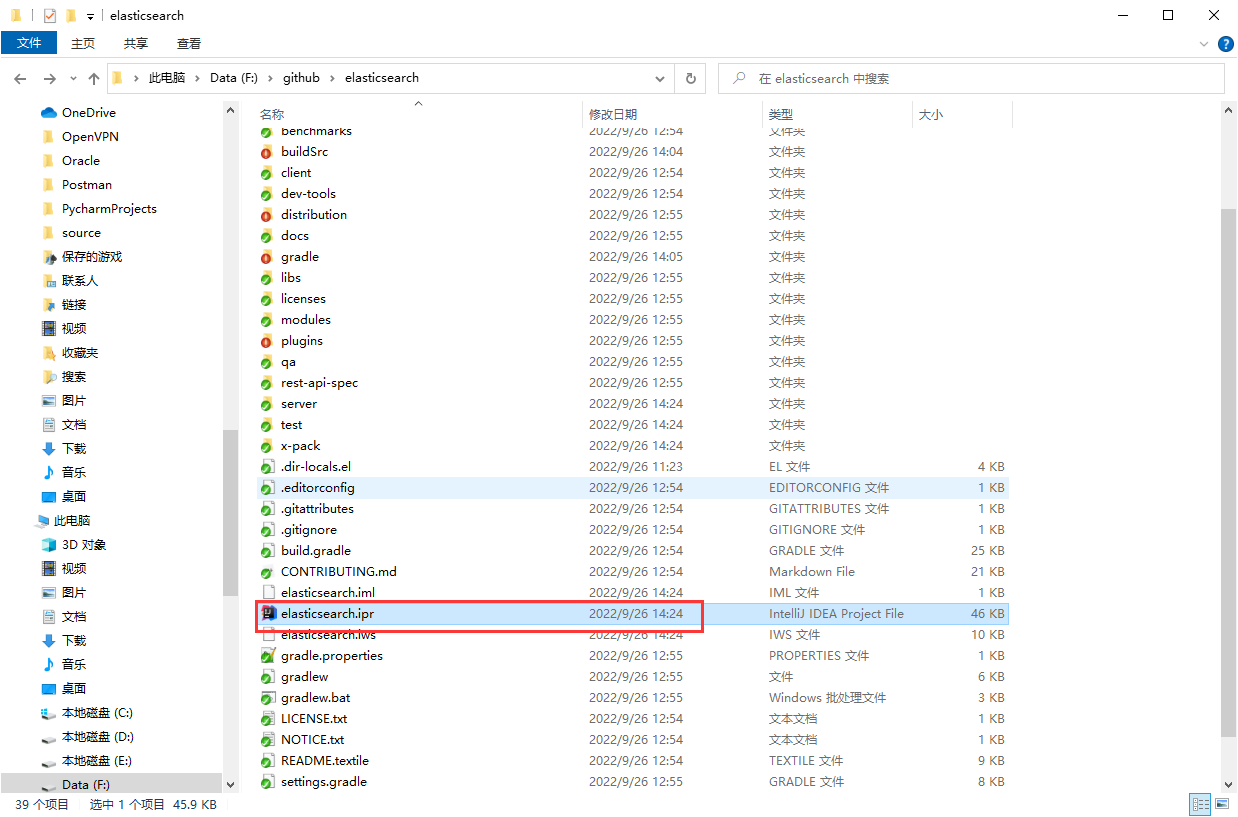 elasticsearch
文件 主页 共享 查看
此电脑 Data (F:) github elasticsearch 在 elasticsearch 中搜索
OneDrive
OpenVPN
Oracle
Postman
PycharmProjects
source
保存的游戏
联系人
链接
视频
收藏夹
搜索
图片
文档
下载
音乐
桌面
此电脑
3D 对象
视频
图片
文档
下载
音乐
桌面
本地磁盘 (C:)
本地磁盘 (D:)
本地磁盘 (E:)
Data (F:)
名称 修改日期 类型 大小
benchmarks 2022/9/26 12:54 文件夹
buildSrc 2022/9/26 14:04 文件夹
client 2022/9/26 12:54 文件夹
dev-tools 2022/9/26 12:54 文件夹
distribution 2022/9/26 12:55 文件夹
docs 2022/9/26 12:55 文件夹
gradle 2022/9/26 14:05 文件夹
libs 2022/9/26 12:55 文件夹
licenses 2022/9/26 12:55 文件夹
modules 2022/9/26 12:55 文件夹
plugins 2022/9/26 12:55 文件夹
qa 2022/9/26 12:55 文件夹
rest-api-spec 2022/9/26 12:55 文件夹
server 2022/9/26 14:24 文件夹
test 2022/9/26 14:24 文件夹
x-pack 2022/9/26 14:24 文件夹
.dir-locals.el 2022/9/26 11:23 EL 文件 4 KB
.editorconfig 2022/9/26 12:54 EDITORCONFIG 文件 1 KB
.gitattributes 2022/9/26 12:54 GITATTRIBUTES 文件 1 KB
.gitignore 2022/9/26 12:54 GITIGNORE 文件 1 KB
build.gradle 2022/9/26 12:54 GRADLE 文件 25 KB
CONTRIBUTING.md 2022/9/26 12:54 Markdown File 21 KB
elasticsearch.iml 2022/9/26 14:24 IML 文件 1 KB
elasticsearch.ipr 2022/9/26 14:24 IntelliJ IDEA Project File 46 KB
elasticsearch.iws 2022/9/26 14:24 IWS 文件 10 KB
gradle.properties 2022/9/26 12:55 PROPERTIES 文件 1 KB
gradlew 2022/9/26 12:55 文件 6 KB
gradlew.bat 2022/9/26 12:55 Windows 批处理文件 3 KB
LICENSE.txt 2022/9/26 12:54 文本文档 1 KB
NOTICE.txt 2022/9/26 12:54 文本文档 1 KB
README.textile 2022/9/26 12:54 TEXTILE 文件 9 KB
settings.gradle 2022/9/26 12:55 GRADLE 文件 8 KB
39 个项目 选中 1 个项目 45.9 KB